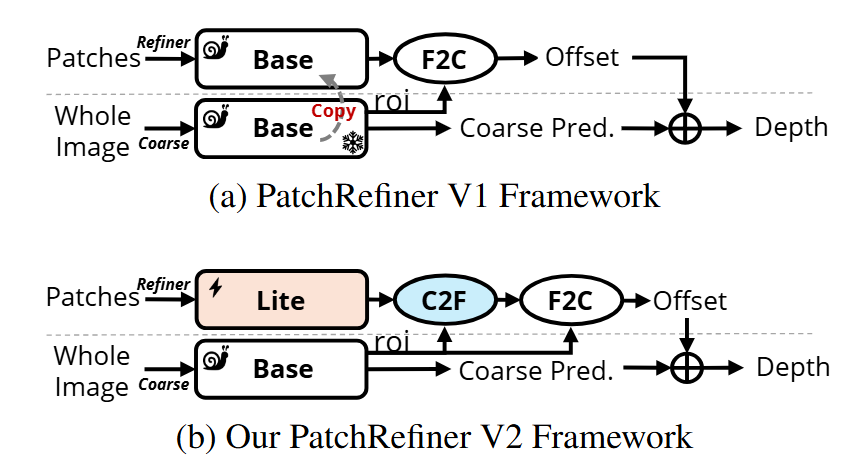 Refiner
Patches Base F2C Offset
roi
Whole Image Base Copy Coarse Pred. Depth
Coarse
(a) PatchRefiner V1 Framework
Refiner
Patches Lite C2F F2C Offset
roi
Whole Image Base Coarse Pred. Depth
Coarse
(b) Our PatchRefiner V2 Framework